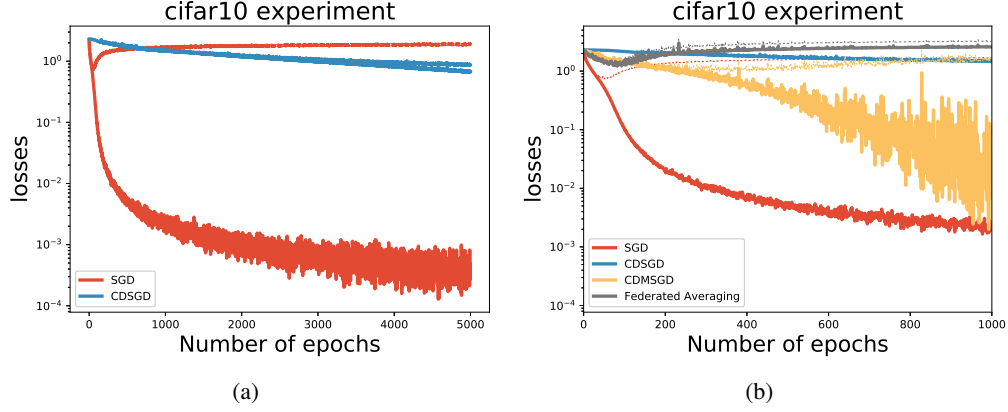 cifar10 experiment
losses
10^0
10^−1
10^−2
10^−3
10^−4
SGD
CDSGD
0
1000
2000
3000
4000
5000
Number of epochs
(a)
cifar10 experiment
losses
10^0
10^−1
10^−2
10^−3
10^−4
SGD
CDSGD
CDMSGD
Federated Averaging
0
200
400
600
800
1000
Number of epochs
(b)